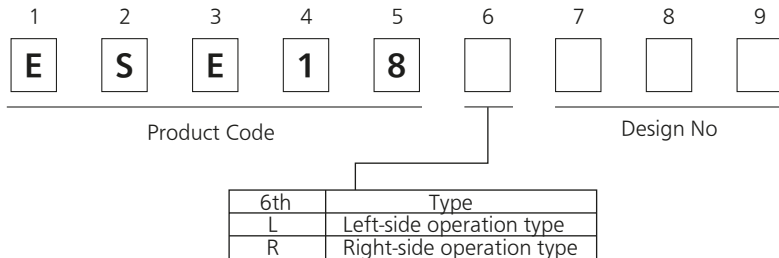 1 2 3 4 5 6 7 8 9
E S E 1 8
Product Code
Design No
6th Type
L Left-side operation type
R Right-side operation type